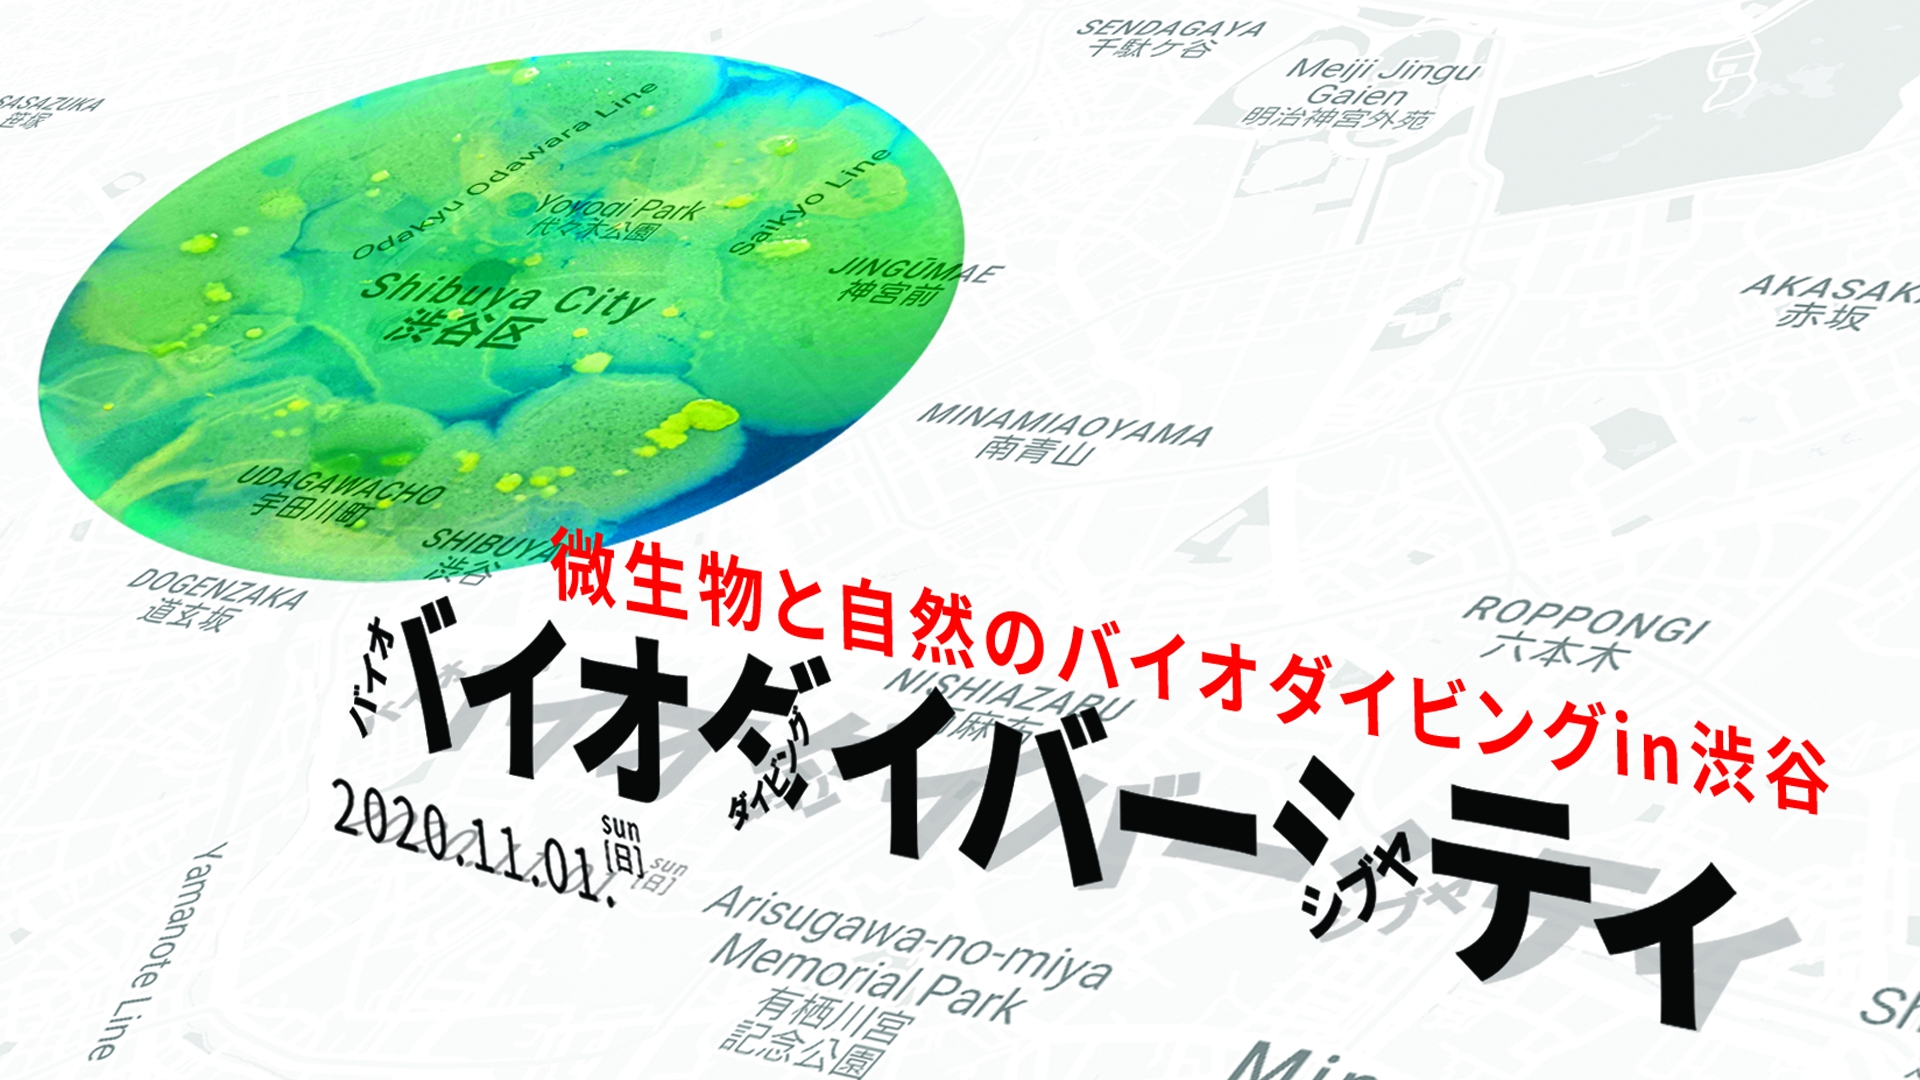 SENDAGAYA
千駄ケ谷
Meiji Jingu
Gaien
明治神宮外苑
SASAZUKA
笹塚
Odakyu Odawara Line
Saikyo Line
Yoyogi Park
代々木公園
JINGŪMAE
神宮前
Shibuya City
渋谷区
AKASAK
赤坂
MINAMIAOYAMA
南青山
UDAGAWACHO
宇田川町
SHIBUYA
渋谷
DOGENZAKA
道玄坂
微生物と自然のバイオダイビングin渋谷
ROPPONGI
六本木
NISHIAZABU
麻布
バイオ
バイオダイバーシティ
ダイビング
シブヤ
2020.11.01.
sun
[日]
Yamanote Line
Arisugawa-no-miya
Memorial Park
有栖川宮
記念公園
Sh
Min